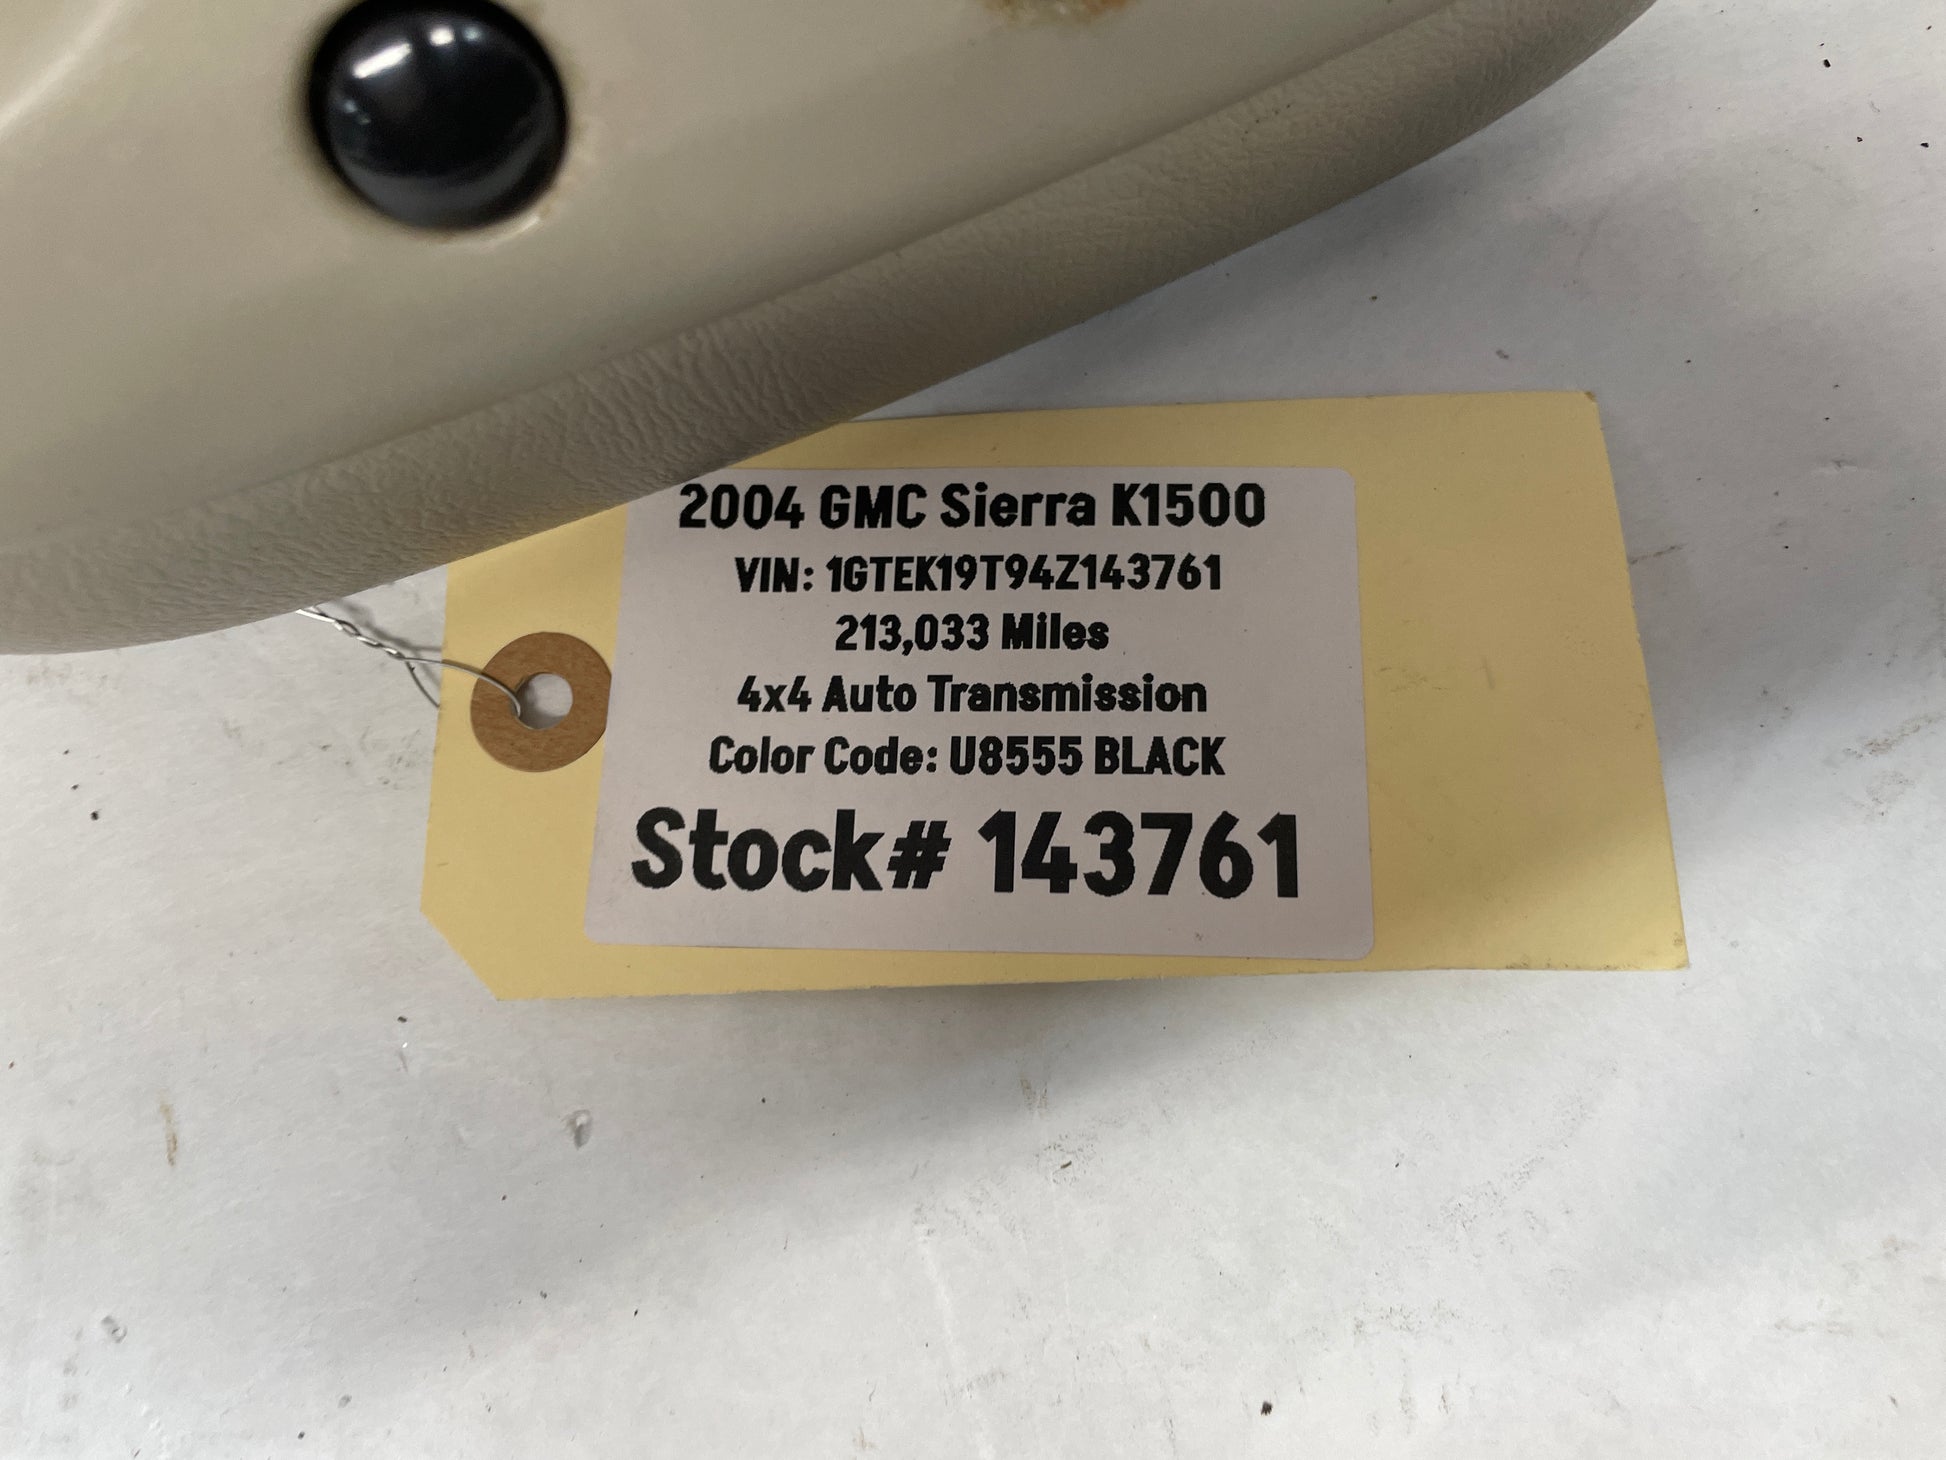 2004 GMC Sierra K1500
VIN: 1GTEK19T94Z143761
213,033 Miles
4x4 Auto Transmission
Color Code: U8555 BLACK
Stock# 143761